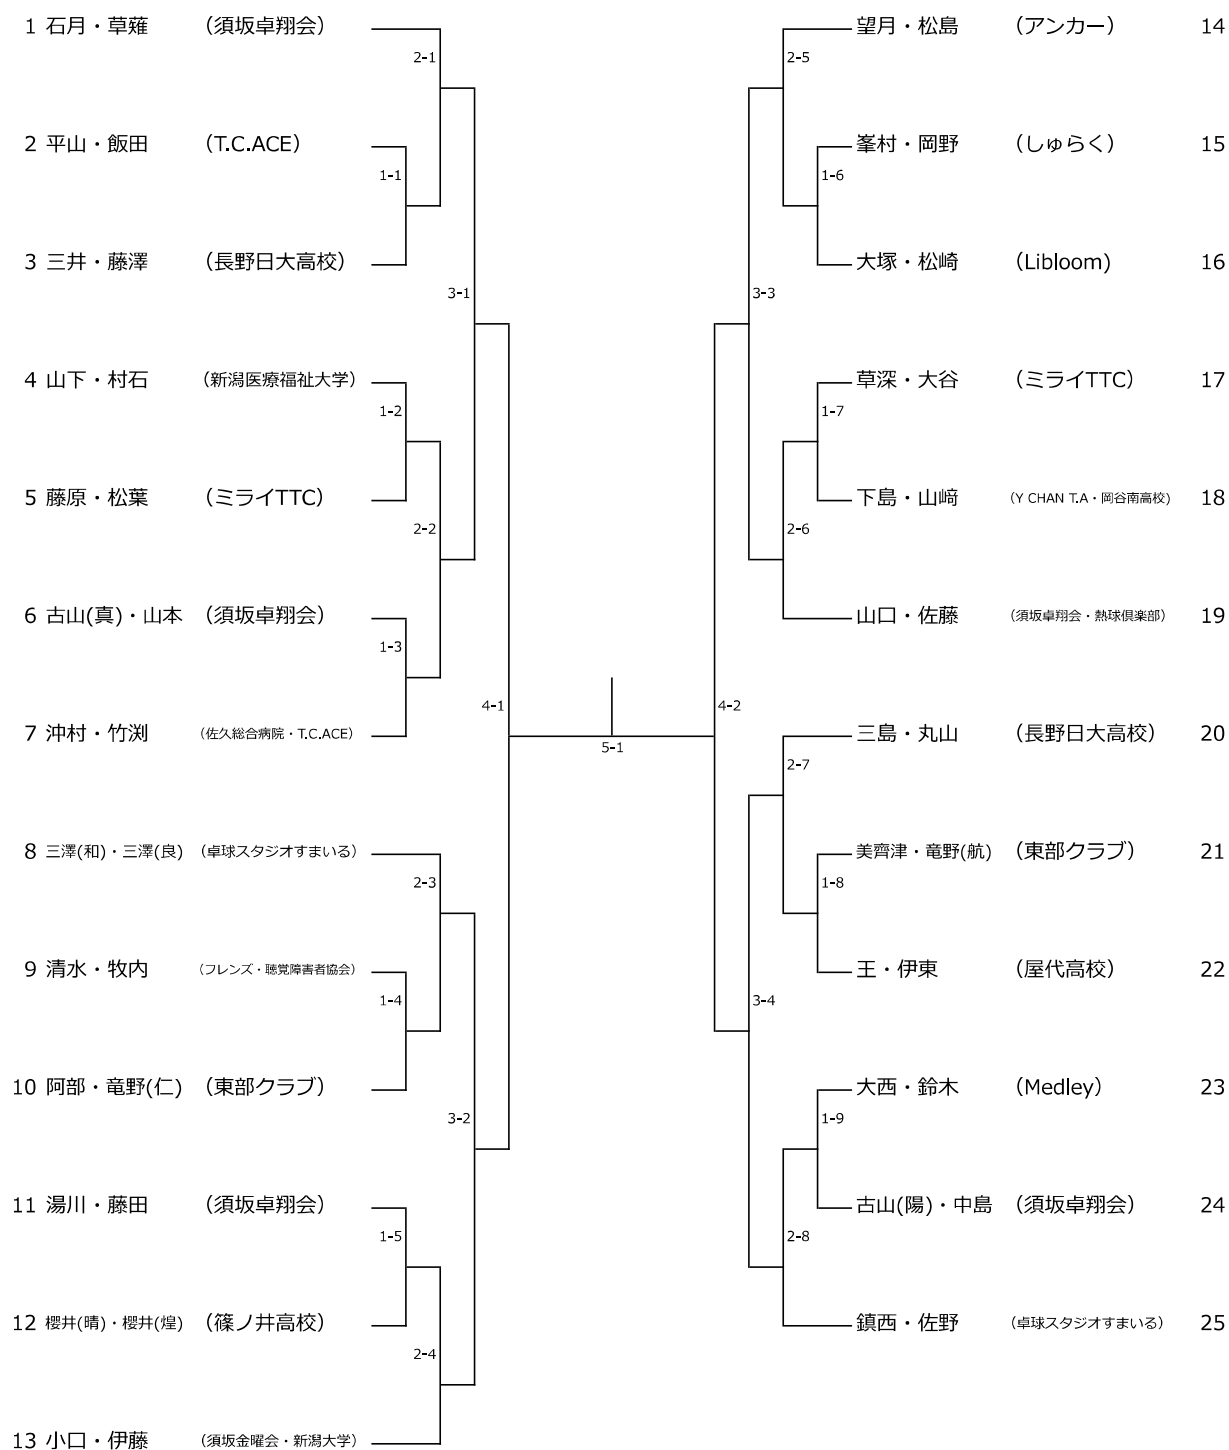 1 石月・草薙 （須坂卓翔会）
2-1
2 平山・飯田 （T.C.ACE）
1-1
3 三井・藤澤 （長野日大高校）
3-1
4 山下・村石 （新潟医療福祉大学）
1-2
5 藤原・松葉 （ミライTTC）
2-2
6 古山(真)・山本 （須坂卓翔会）
1-3
4-1
7 沖村・竹渕 （佐久総合病院・T.C.ACE）
8 三澤(和)・三澤(良) （卓球スタジオすまいる）
2-3
9 清水・牧内 （フレンズ・聴覚障害者協会）
1-4
10 阿部・竜野(仁) （東部クラブ）
3-2
11 湯川・藤田 （須坂卓翔会）
1-5
12 櫻井(晴)・櫻井(煌) （篠ノ井高校）
2-4
13 小口・伊藤 （須坂金曜会・新潟大学）
5-1
望月・松島 （アンカー） 14
2-5
峯村・岡野 （しゅらく） 15
1-6
大塚・松崎 （Libloom) 16
3-3
草深・大谷 （ミライTTC） 17
1-7
下島・山﨑 （Y CHAN T.A・岡谷南高校） 18
2-6
山口・佐藤 （須坂卓翔会・熱球倶楽部） 19
4-2
三島・丸山 （長野日大高校） 20
2-7
美齊津・竜野(航) （東部クラブ） 21
1-8
王・伊東 （屋代高校） 22
3-4
大西・鈴木 （Medley) 23
1-9
古山(陽)・中島 （須坂卓翔会） 24
2-8
鎮西・佐野 （卓球スタジオすまいる） 25